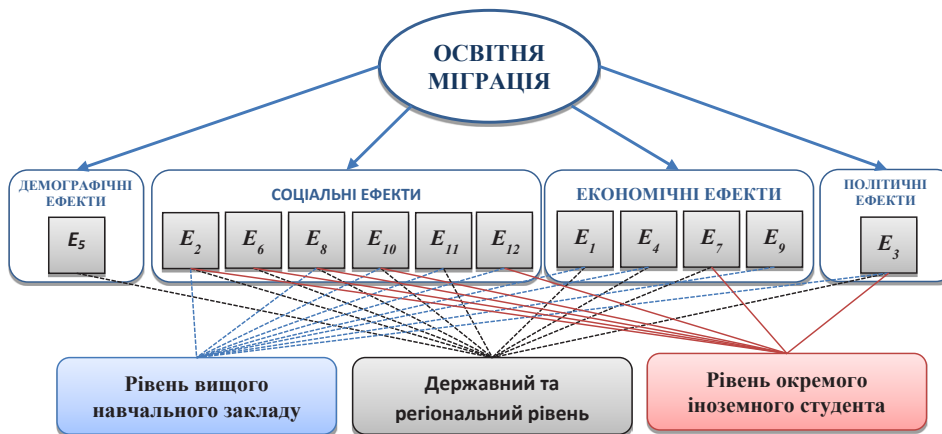 ОСВІТНЯ
МІГРАЦІЯ
ДЕМОГРАФІЧНІ
ЕФЕКТИ
E5
СОЦІАЛЬНІ ЕФЕКТИ
E2 E6 E8 E10 E11 E12
ЕКОНОМІЧНІ ЕФЕКТИ
E1 E4 E7 E9
ПОЛІТИЧНІ
ЕФЕКТИ
E3
Рівень вищого
навчального закладу
Державний та
регіональний рівень
Рівень окремого
іноземного студента